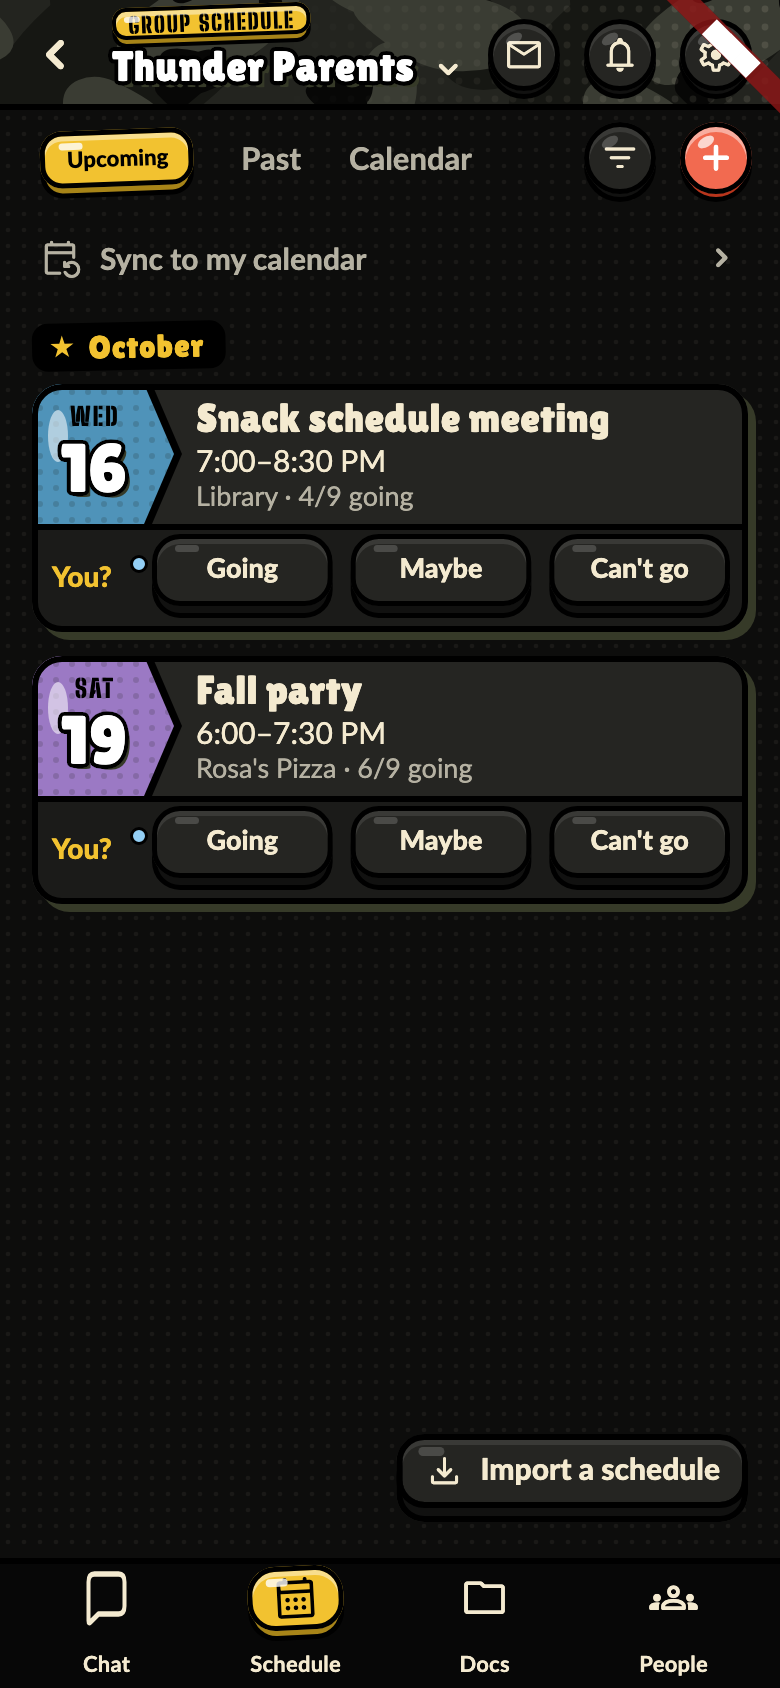 GROUP SCHEDULE
Thunder Parents
Upcoming
Past
Calendar
Sync to my calendar
★ October
WED
16
Snack schedule meeting
7:00–8:30 PM
Library · 4/9 going
You?
Going
Maybe
Can't go
SAT
19
Fall party
6:00–7:30 PM
Rosa's Pizza · 6/9 going
You?
Going
Maybe
Can't go
Import a schedule
Chat
Schedule
Docs
People